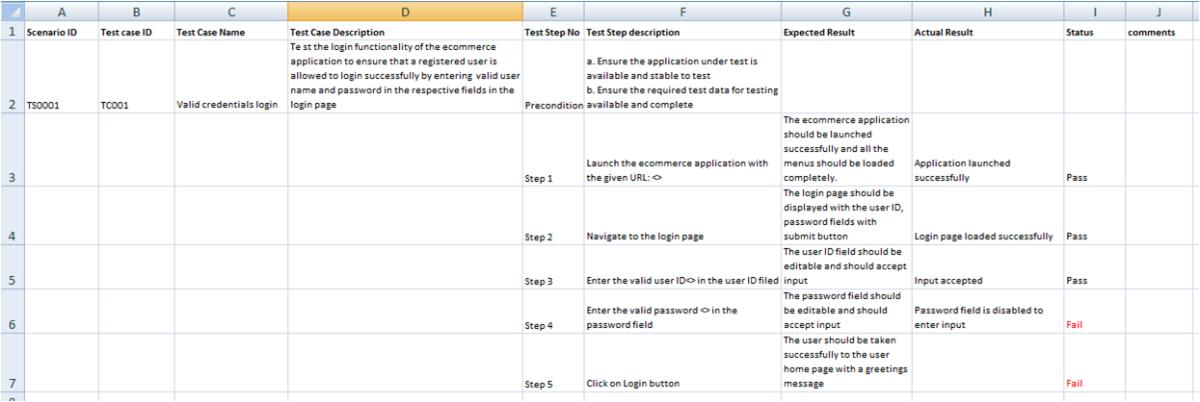 A B C D E F G H I J
1 Scenario ID Test case ID Test Case Name Test Case Description Test Step No Test Step description Expected Result Actual Result Status comments
Te st the login functionality of the ecommerce
application to ensure that a registered user is
allowed to login successfully by entering valid user
name and password in the respective fields in the
login page
a. Ensure the application under test is
available and stable to test
b. Ensure the required test data for testing
available and complete
2 TS0001 TC001 Valid credentials login Precondition
The ecommerce application
should be launched
successfully and all the
menus should be loaded
completely.
Launch the ecommerce application with
the given URL: <>
Application launched
successfully
3 Step 1 Pass
The login page should be
displayed with the user ID,
password fields with
submit button
4 Step 2 Navigate to the login page Login page loaded successfully Pass
The user ID field should be
editable and should accept
input
5 Step 3 Enter the valid user ID<> in the user ID filed Input accepted Pass
Enter the valid password <> in the
password field
The password field should
be editable and should
accept input
Password field is disabled to
enter input
6 Step 4 Fail
The user should be taken
successfully to the user
home page with a greetings
message
7 Step 5 Click on Login button Fail